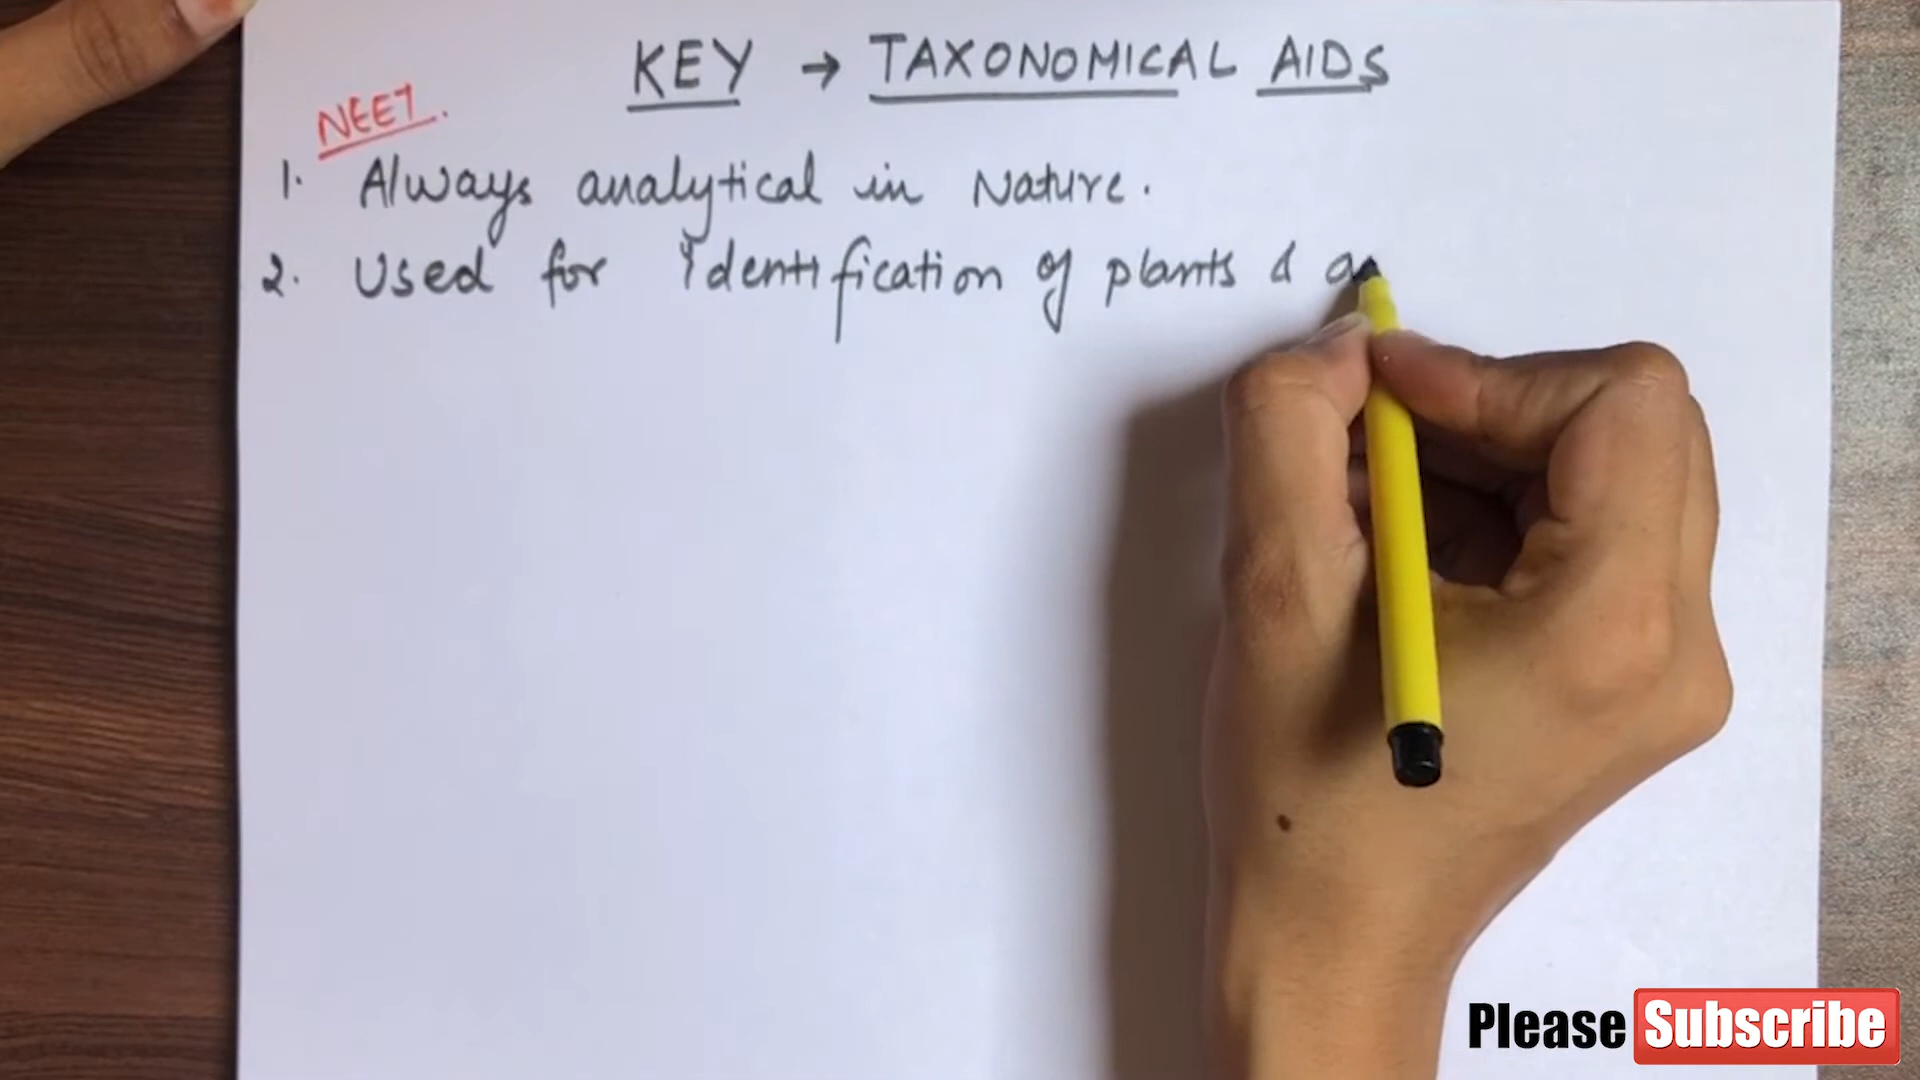 KEY → TAXONOMICAL AIDS
NEET.
1. Always analytical in Nature.
2. Used for Identification of plants &
Please Subscribe